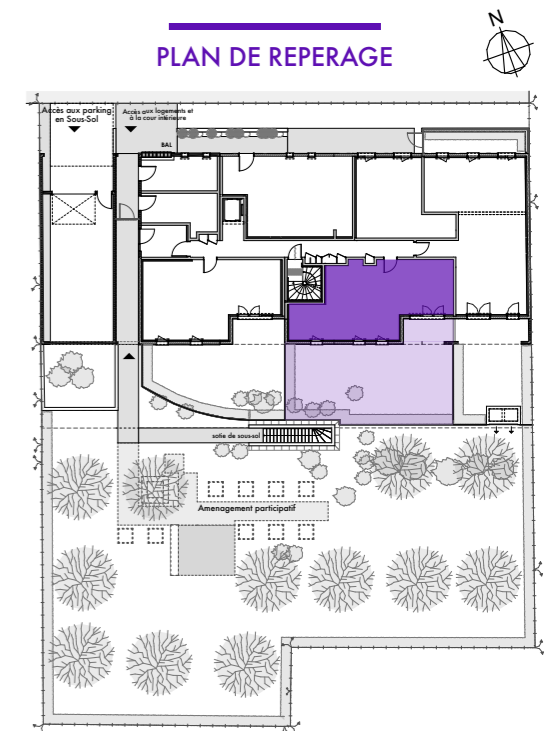 PLAN DE REPERAGE
N
Accès aux parking
en Sous-Sol
Accès aux logements et
à la cour intérieure
BAL
sotie de sous-sol
Amenagement participatif